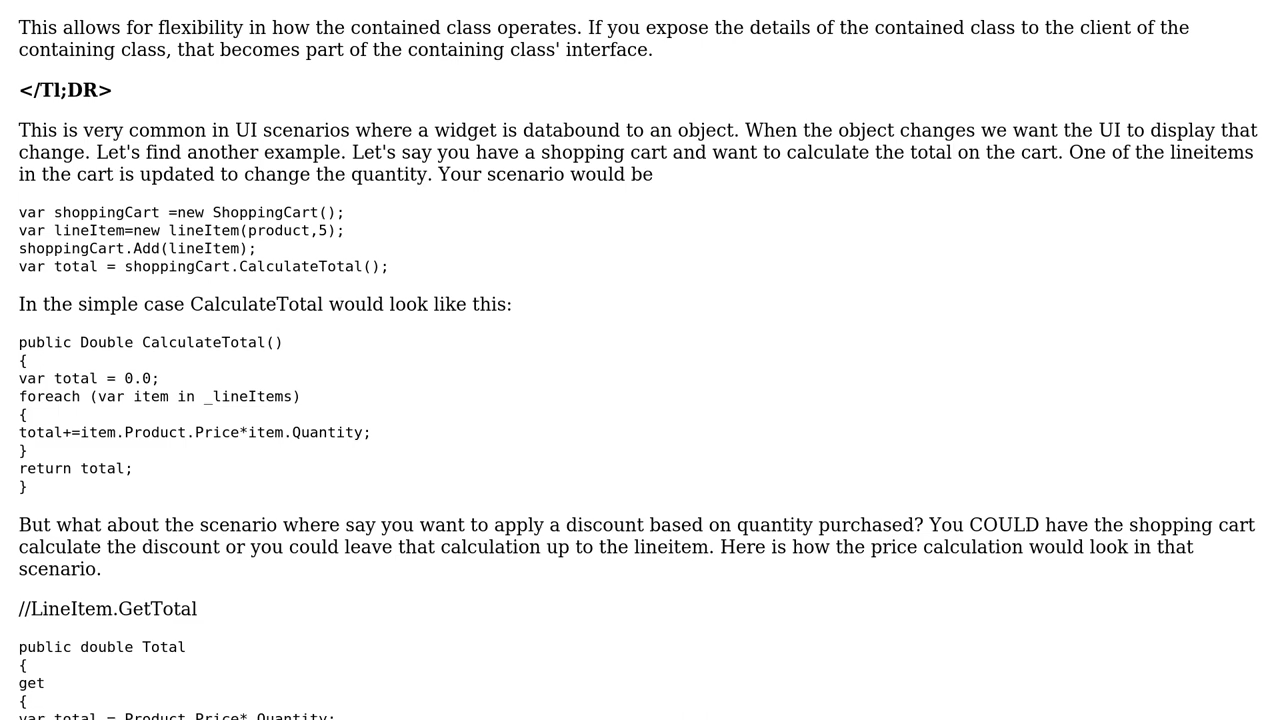 This allows for flexibility in how the contained class operates. If you expose the details of the contained class to the client of the
containing class, that becomes part of the containing class' interface.
</Tl;DR>
This is very common in UI scenarios where a widget is databound to an object. When the object changes we want the UI to display that
change. Let's find another example. Let's say you have a shopping cart and want to calculate the total on the cart. One of the lineitems
in the cart is updated to change the quantity. Your scenario would be
var shoppingCart =new ShoppingCart();
var lineItem=new lineItem(product,5);
shoppingCart.Add(lineItem);
var total = shoppingCart.CalculateTotal();
In the simple case CalculateTotal would look like this:
public Double CalculateTotal()
{
var total = 0.0;
foreach (var item in _lineItems)
{
total+=item.Product.Price*item.Quantity;
}
return total;
}
But what about the scenario where say you want to apply a discount based on quantity purchased? You COULD have the shopping cart
calculate the discount or you could leave that calculation up to the lineitem. Here is how the price calculation would look in that
scenario.
//LineItem.GetTotal
public double Total
{
get
{
var total = Product.Price* Quantity;